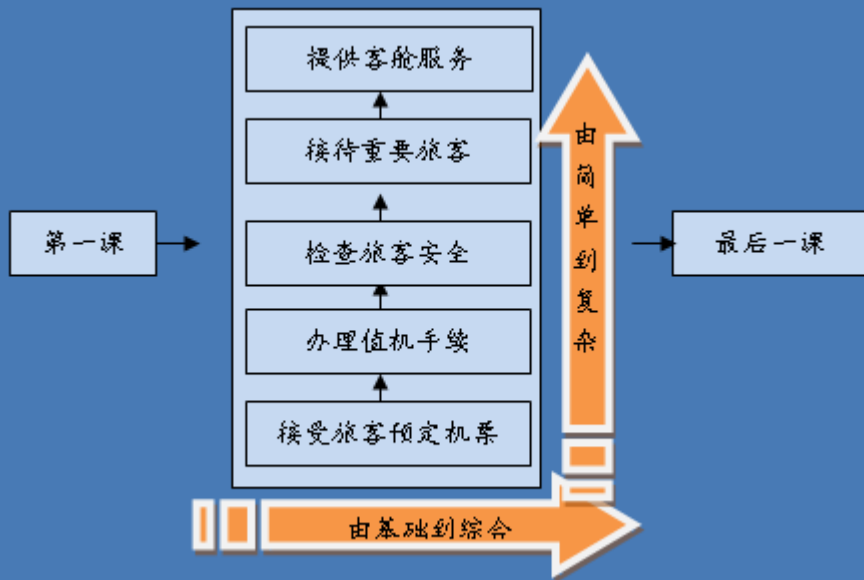 提供客舱服务
接待重要旅客
第一课
检查旅客安全
最后一课
办理值机手续
接受旅客预定机票
由简单到复杂
由基础到综合